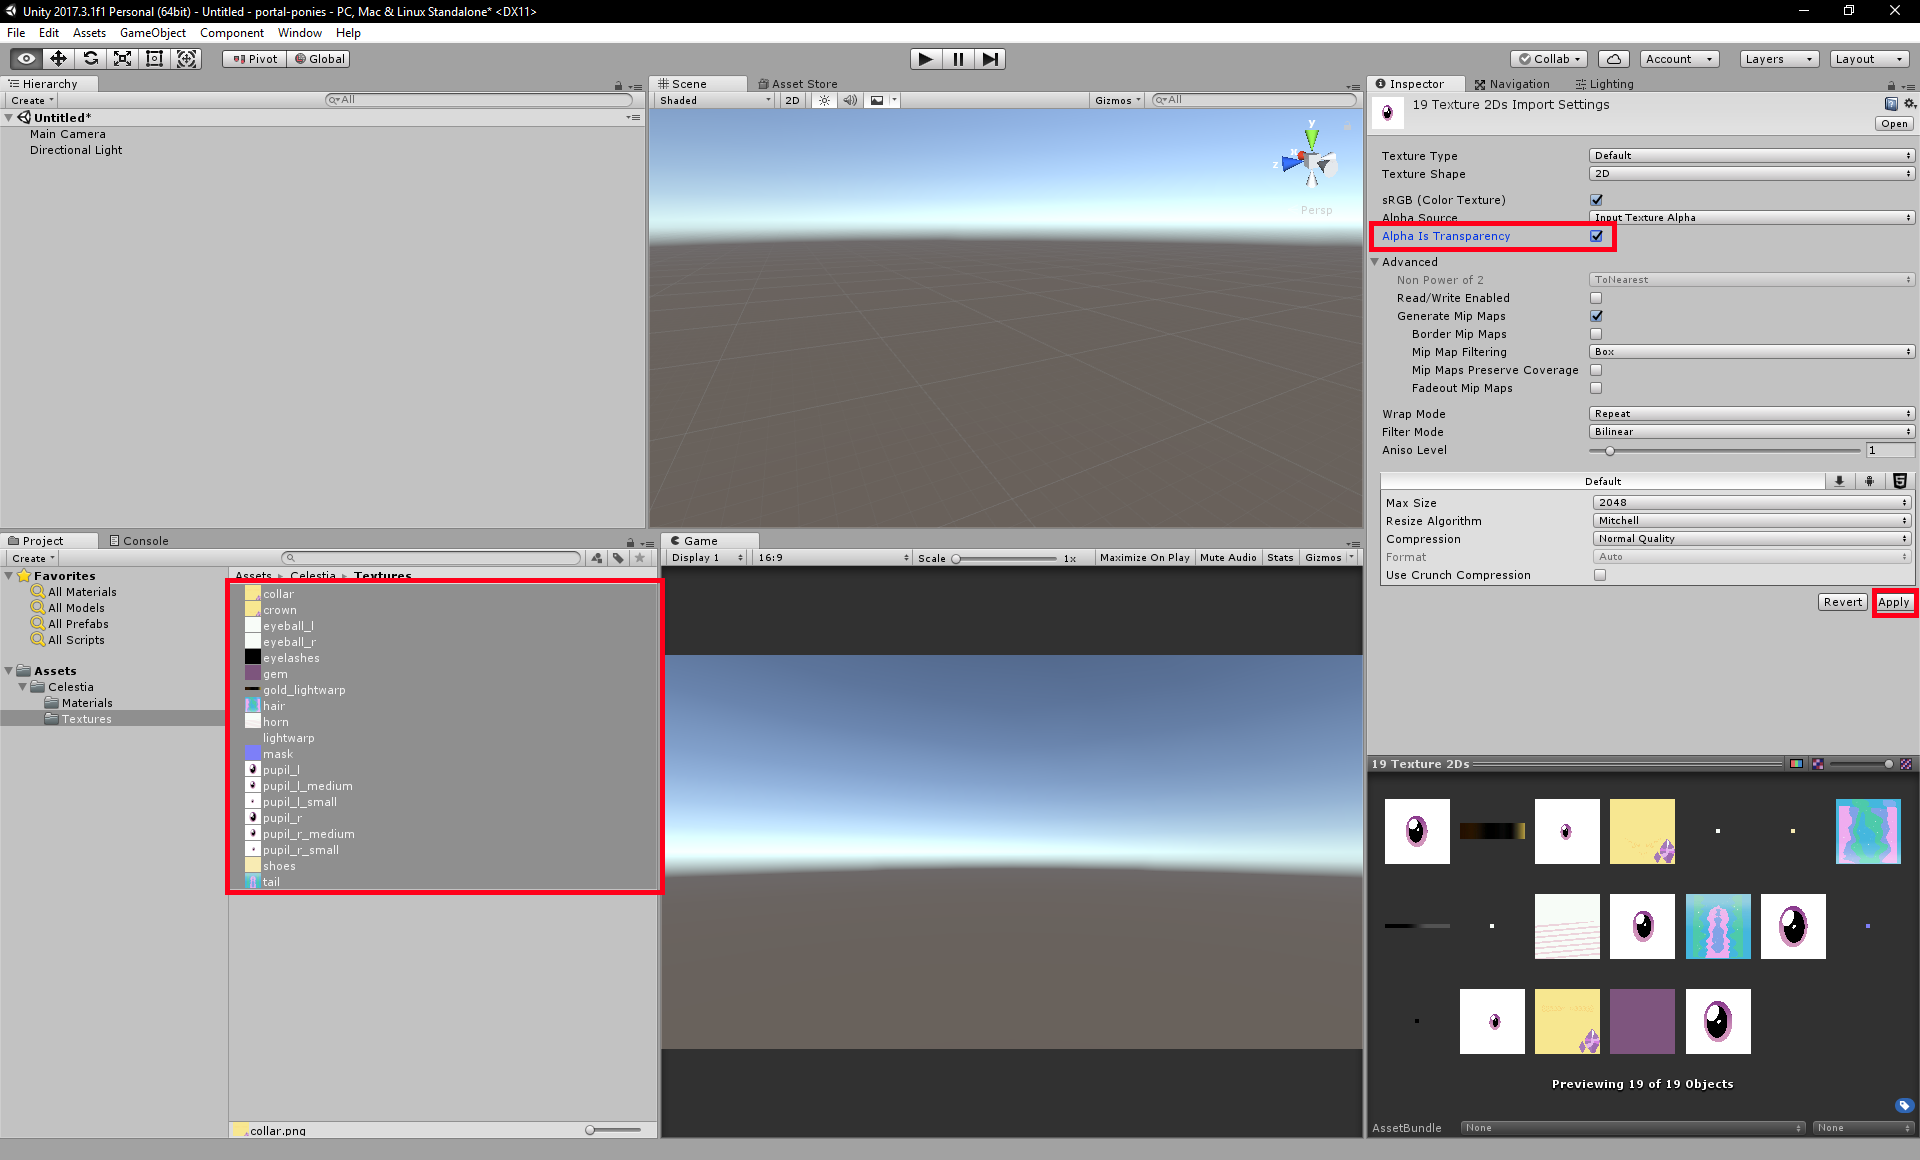 Unity 2017.3.1f1 Personal (64bit) - Untitled - portal-ponies - PC, Mac & Linux Standalone* <DX11>
File Edit Assets GameObject Component Window Help
Pivot Global Collab Account Layers Layout
Hierarchy
Create All
Untitled*
Main Camera
Directional Light
Scene Asset Store
Shaded 2D Gizmos All
y
x
z
Persp
Inspector Navigation Lighting
19 Texture 2Ds Import Settings
Open
Texture Type Default
Texture Shape 2D
sRGB (Color Texture)
Alpha Source Input Texture Alpha
Alpha Is Transparency
Advanced
Non Power of 2 ToNearest
Read/Write Enabled
Generate Mip Maps
Border Mip Maps
Mip Map Filtering Box
Mip Maps Preserve Coverage
Fadeout Mip Maps
Wrap Mode Repeat
Filter Mode Bilinear
Aniso Level 1
Default
Max Size 2048
Resize Algorithm Mitchell
Compression Normal Quality
Format Auto
Use Crunch Compression
Revert Apply
Project Console
Create
Favorites
All Materials
All Models
All Prefabs
All Scripts
Assets
Celestia
Materials
Textures
Assets Celestia Textures
collar
crown
eyeball_l
eyeball_r
eyelashes
gem
gold_lightwarp
hair
horn
lightwarp
mask
pupil_l
pupil_l_medium
pupil_l_small
pupil_r
pupil_r_medium
pupil_r_small
shoes
tail
collar.png
Game
Display 1 16:9 Scale 1x Maximize On Play Mute Audio Stats Gizmos
19 Texture 2Ds
Previewing 19 of 19 Objects
AssetBundle None None